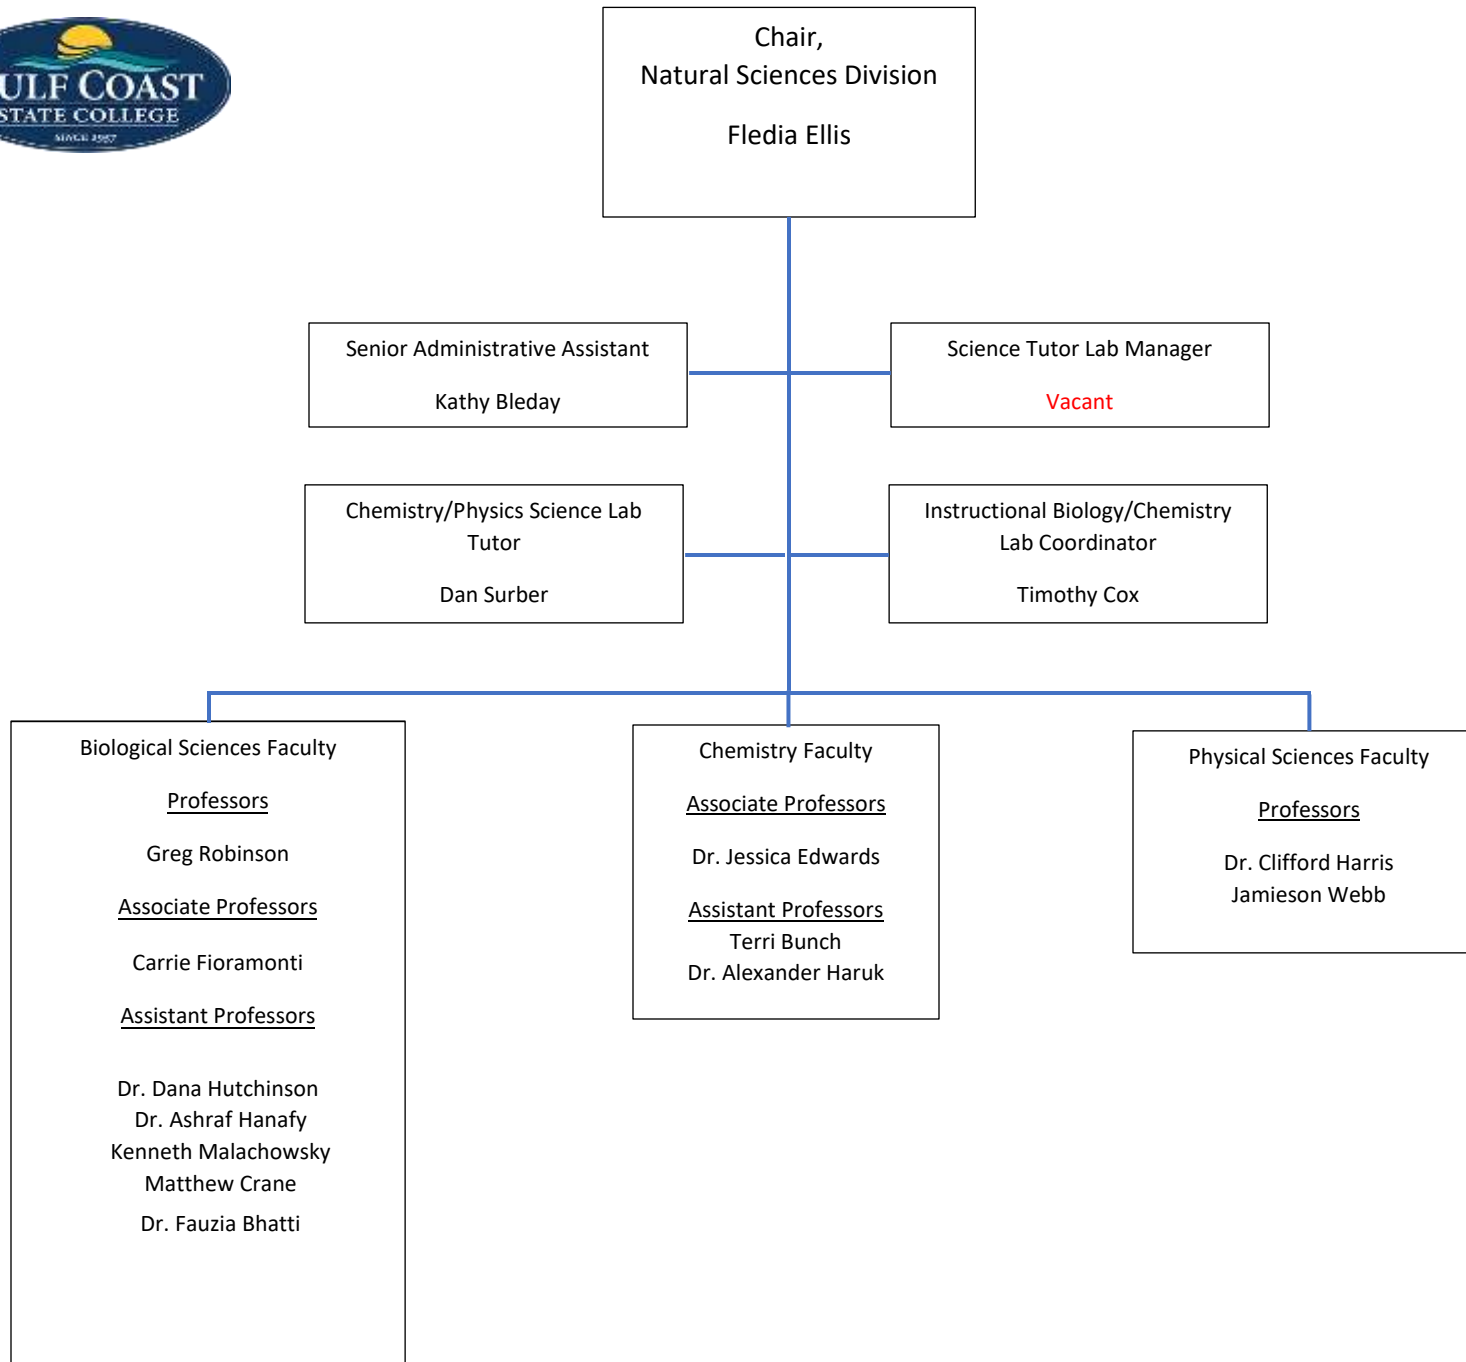 ULF COAST
STATE COLLEGE
SINCE 1957
Chair,
Natural Sciences Division
Fledia Ellis
Senior Administrative Assistant
Kathy Bleday
Science Tutor Lab Manager
Vacant
Chemistry/Physics Science Lab
Tutor
Dan Surber
Instructional Biology/Chemistry
Lab Coordinator
Timothy Cox
Biological Sciences Faculty
Professors
Greg Robinson
Associate Professors
Carrie Fioramonti
Assistant Professors
Dr. Dana Hutchinson
Dr. Ashraf Hanafy
Kenneth Malachowsky
Matthew Crane
Dr. Fauzia Bhatti
Chemistry Faculty
Associate Professors
Dr. Jessica Edwards
Assistant Professors
Terri Bunch
Dr. Alexander Haruk
Physical Sciences Faculty
Professors
Dr. Clifford Harris
Jamieson Webb